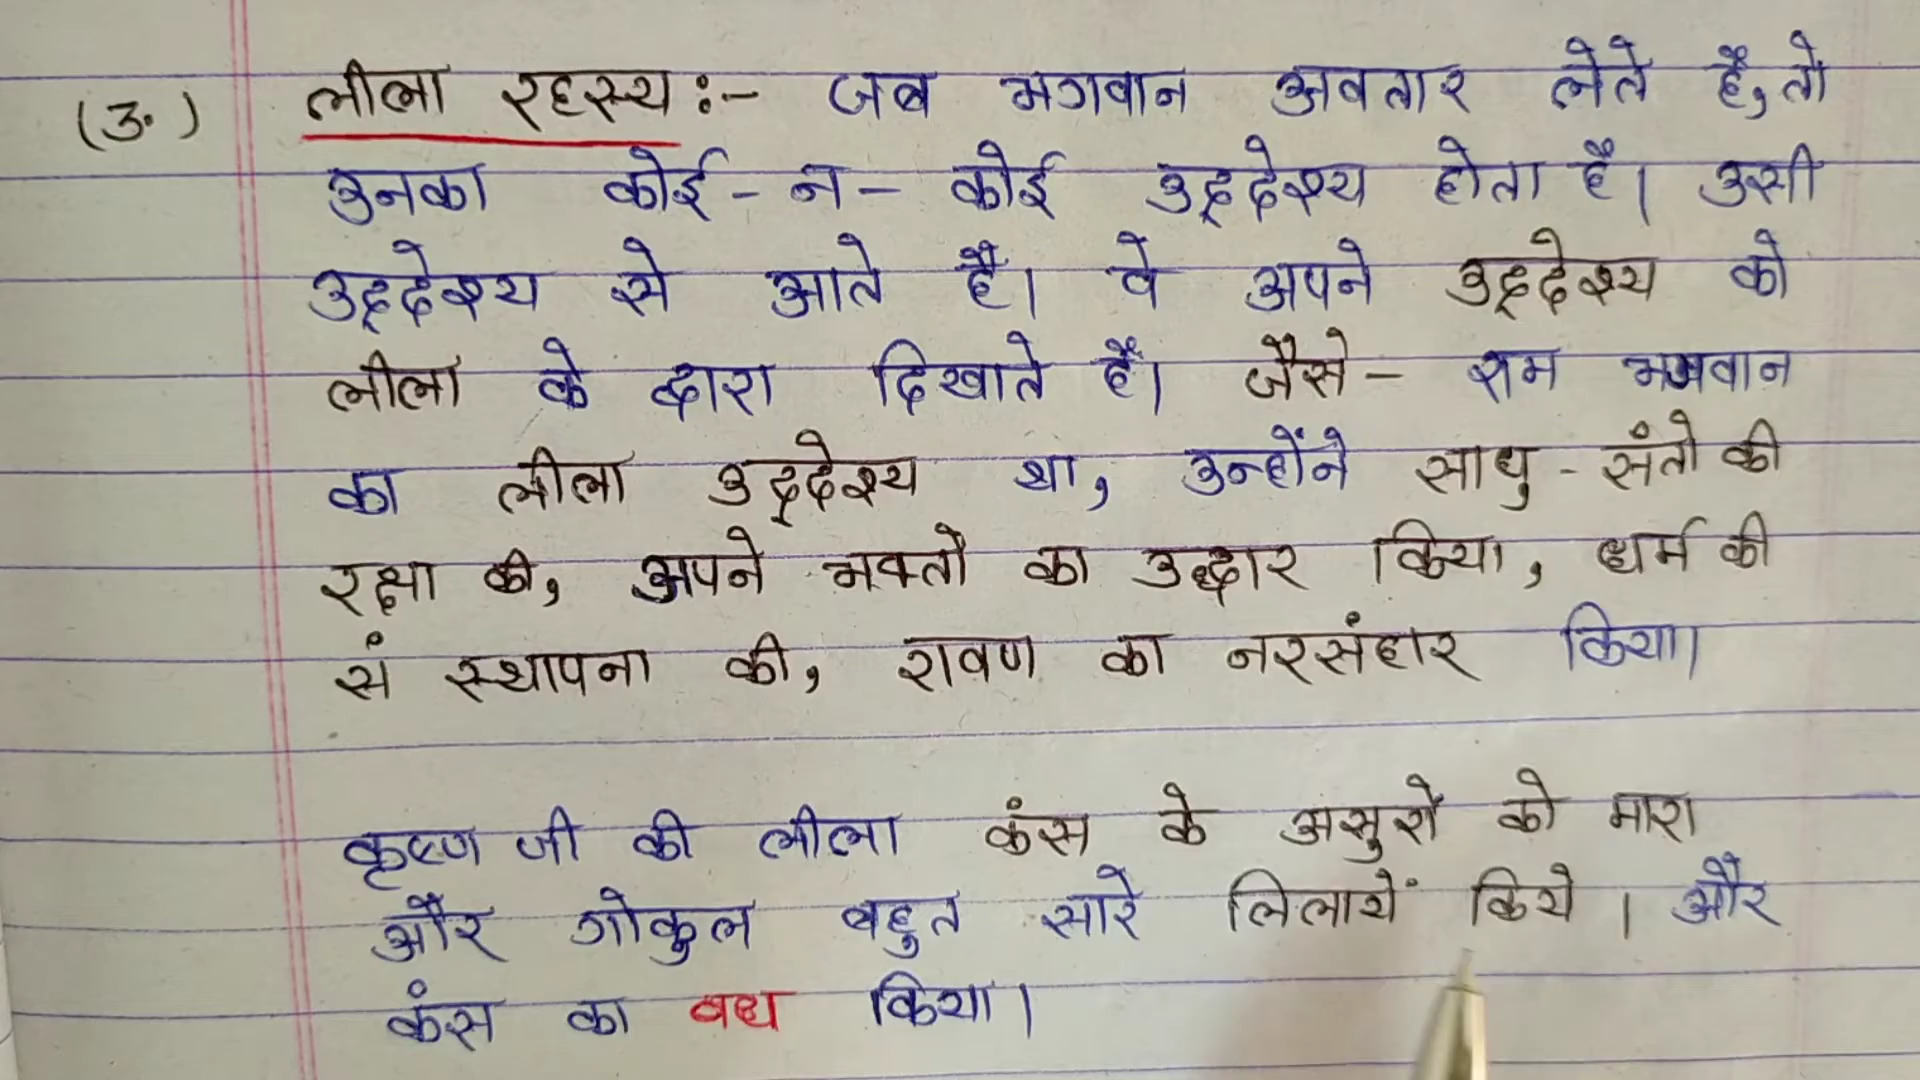 (3.) लीला रहस्य :- जब भगवान अवतार लेते हैं, तो
उनका कोई - न - कोई उद्देश्य होता है। उसी
उद्देश्य से आते हैं। वे अपने उद्देश्य को
लीला के द्वारा दिखाते हैं। जैसे - राम भगवान
का लीला उद्देश्य था, उन्होंने साधु - संतो की
रक्षा की, अपने भक्तों का उद्धार किया, धर्म की
सं स्थापना की, रावण का नरसंहार किया।
कृष्ण जी की लीला कंस के असुरों को मारा
और गोकुल बहुत सारे लिलायें किये । और
कंस का वध किया।